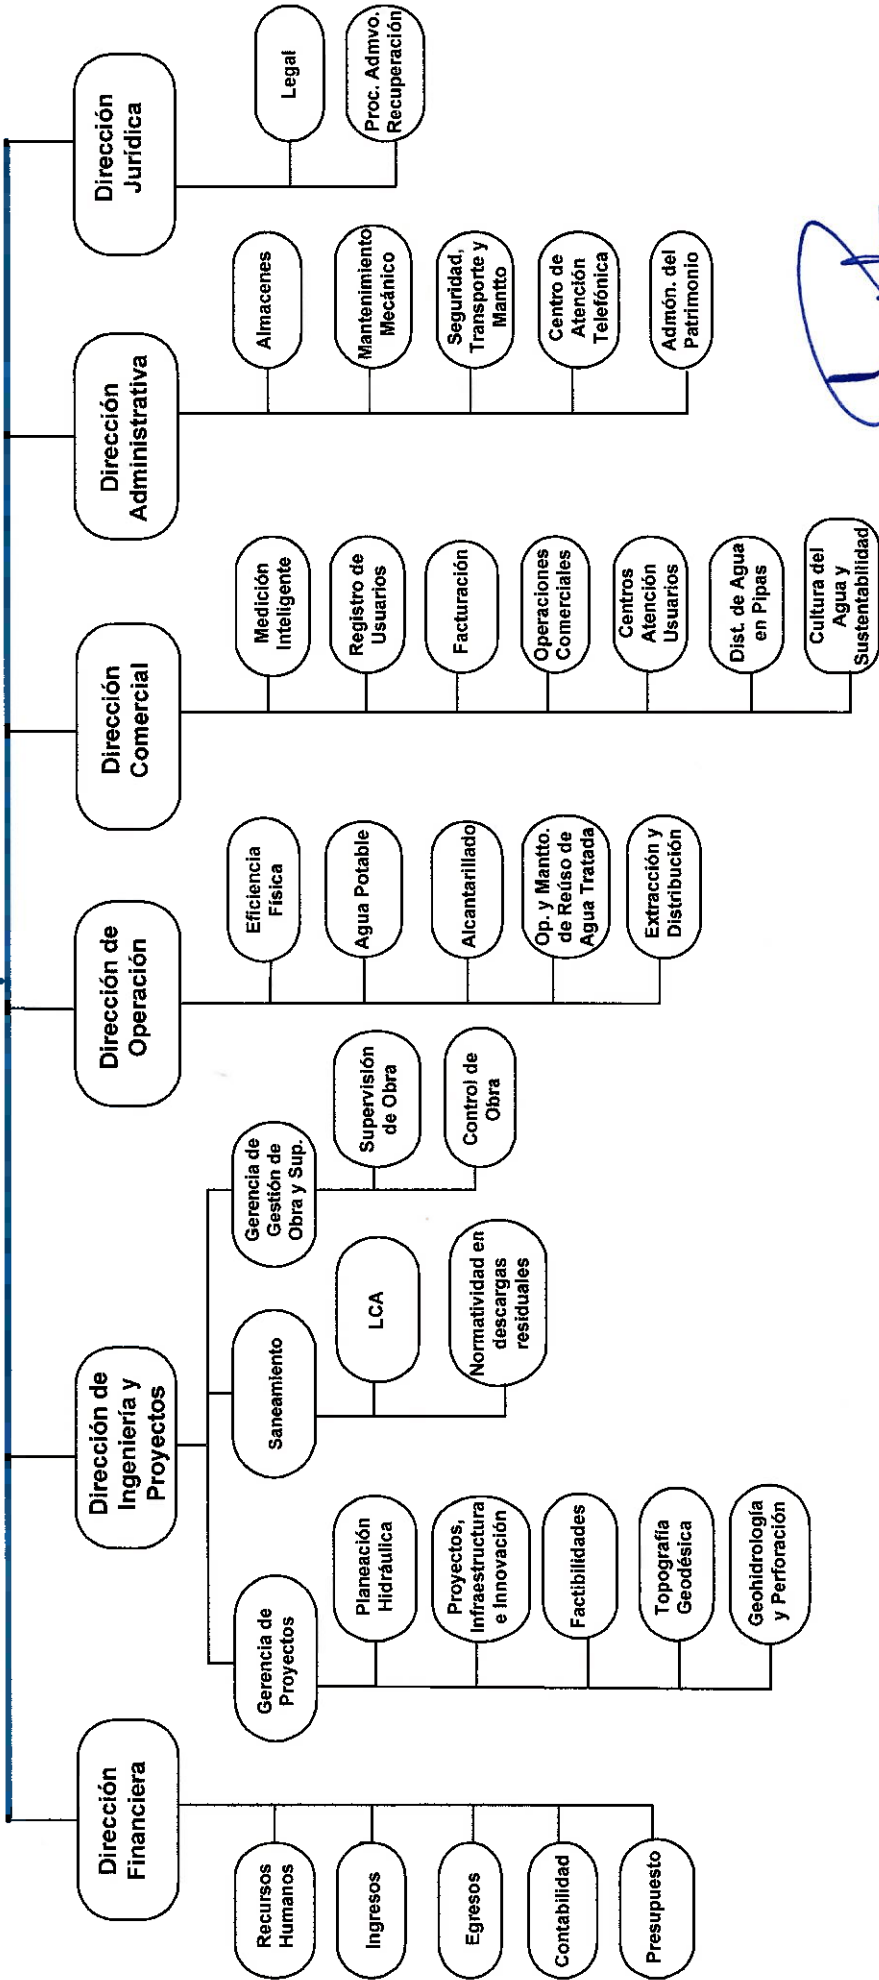 Dirección
Financiera
Recursos
Humanos
Ingresos
Egresos
Contabilidad
Presupuesto
Dirección de
Ingeniería y
Proyectos
Gerencia de
Proyectos
Planeación
Hidráulica
Proyectos,
Infraestructura
e Innovación
Factibilidades
Topografía
Geodésica
Geohidrología
y Perforación
Saneamiento
LCA
Normatividad en
descargas
residuales
Gerencia de
Gestión de
Obra y Sup.
Supervisión
de Obra
Control de
Obra
Dirección de
Operación
Eficiencia
Física
Agua Potable
Alcantarillado
Op. y Mantto.
de Reúso de
Agua Tratada
Extracción y
Distribución
Dirección
Comercial
Medición
Inteligente
Registro de
Usuarios
Facturación
Operaciones
Comerciales
Centros
Atención
Usuarios
Dist. de Agua
en Pipas
Cultura del
Agua y
Sustentabilidad
Dirección
Administrativa
Almacenes
Mantenimiento
Mecánico
Seguridad,
Transporte y
Mantto
Centro de
Atención
Telefónica
Admón. del
Patrimonio
Dirección
Jurídica
Legal
Proc. Admvo.
Recuperación